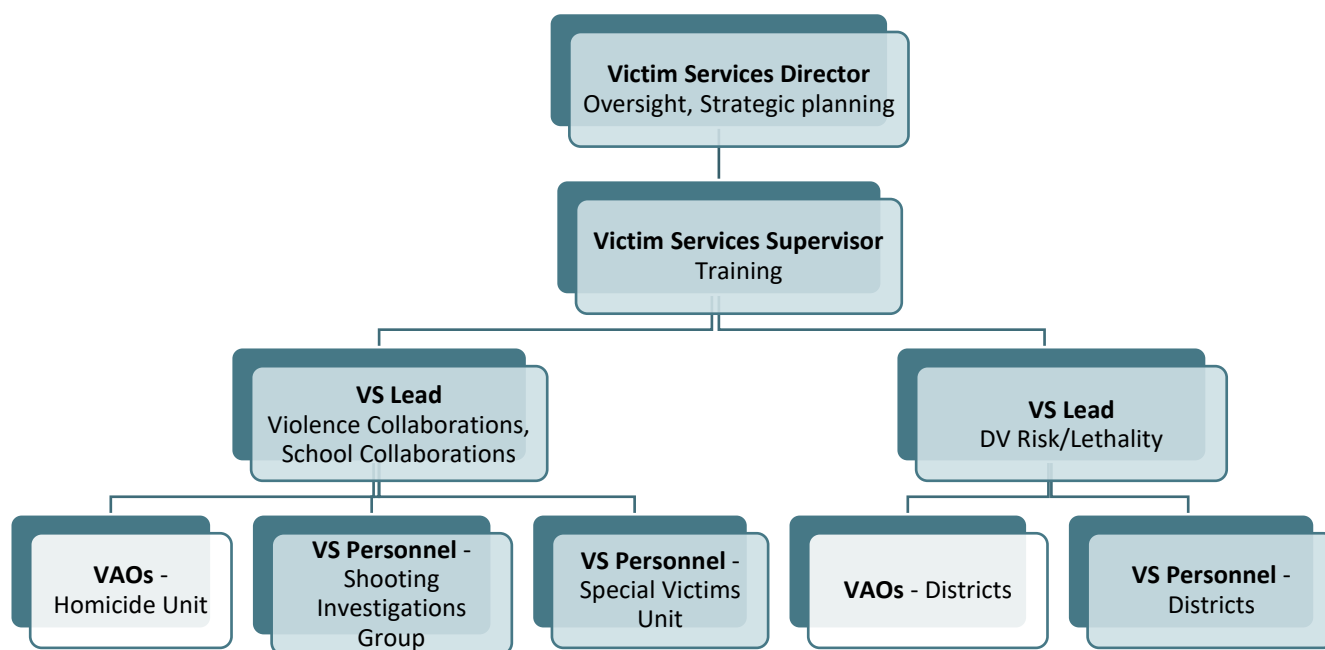 Victim Services Director
Oversight, Strategic planning
Victim Services Supervisor
Training
VS Lead
Violence Collaborations,
School Collaborations
VS Lead
DV Risk/Lethality
VAOs -
Homicide Unit
VS Personnel -
Shooting
Investigations
Group
VS Personnel -
Special Victims
Unit
VAOs - Districts
VS Personnel -
Districts